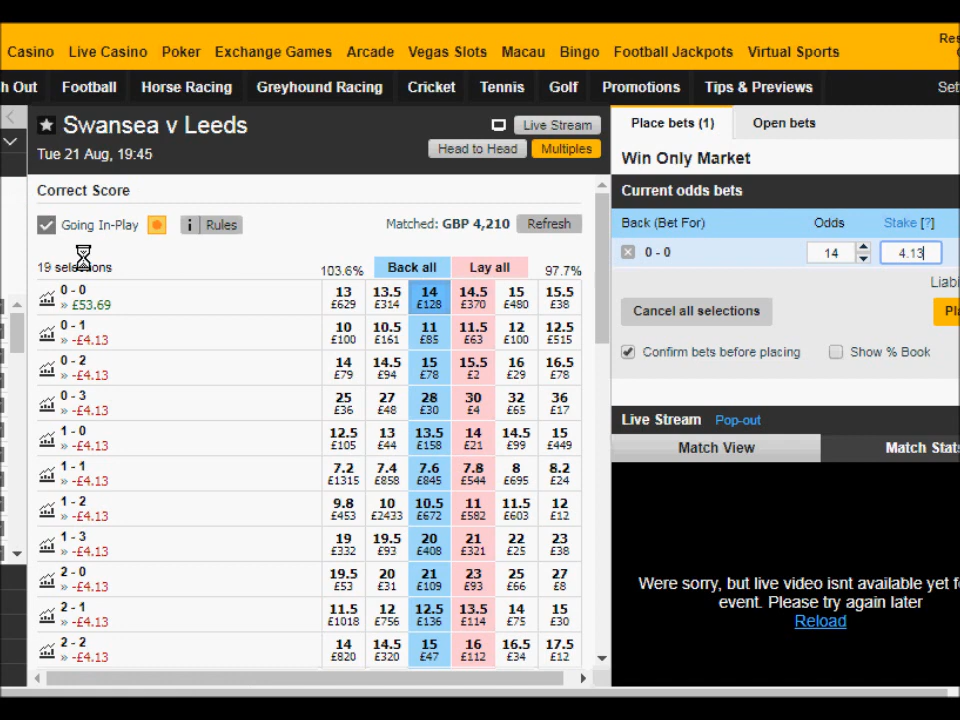 Casino Live Casino Poker Exchange Games Arcade Vegas Slots Macau Bingo Football Jackpots Virtual Sports
Out Football Horse Racing Greyhound Racing Cricket Tennis Golf Promotions Tips & Previews
Swansea v Leeds Live Stream
Tue 21 Aug, 19:45 Head to Head Multiples
Correct Score
Going In-Play i Rules Matched: GBP 4,210 Refresh
19 selections 103.6% Back all Lay all 97.7%
0 - 0 13 13.5 14 14.5 15 15.5
» £53.69 £629 £314 £128 £370 £480 £38
0 - 1 10 10.5 11 11.5 12 12.5
» -£4.13 £100 £161 £85 £63 £100 £515
0 - 2 14 14.5 15 15.5 16 16.5
» -£4.13 £79 £94 £78 £2 £29 £78
0 - 3 25 27 28 30 32 36
» -£4.13 £36 £48 £30 £4 £65 £17
1 - 0 12.5 13 13.5 14 14.5 15
» -£4.13 £105 £44 £158 £21 £99 £449
1 - 1 7.2 7.4 7.6 7.8 8 8.2
» -£4.13 £1315 £858 £845 £544 £695 £24
1 - 2 9.8 10 10.5 11 11.5 12
» -£4.13 £453 £2433 £672 £582 £603 £12
1 - 3 19 19.5 20 21 22 23
» -£4.13 £332 £93 £408 £321 £25 £38
2 - 0 19.5 20 21 23 25 27
» -£4.13 £53 £31 £109 £93 £66 £8
2 - 1 11.5 12 12.5 13.5 14 15
» -£4.13 £1018 £756 £136 £114 £75 £30
2 - 2 14 14.5 15 16 16.5 17.5
» -£4.13 £820 £320 £47 £112 £34 £12
Place bets (1) Open bets
Win Only Market
Current odds bets
Back (Bet For) Odds Stake [?]
0 - 0 14 4.13
Cancel all selections
Confirm bets before placing Show % Book
Live Stream Pop-out
Match View Match Stats
Were sorry, but live video isnt available yet
event. Please try again later
Reload